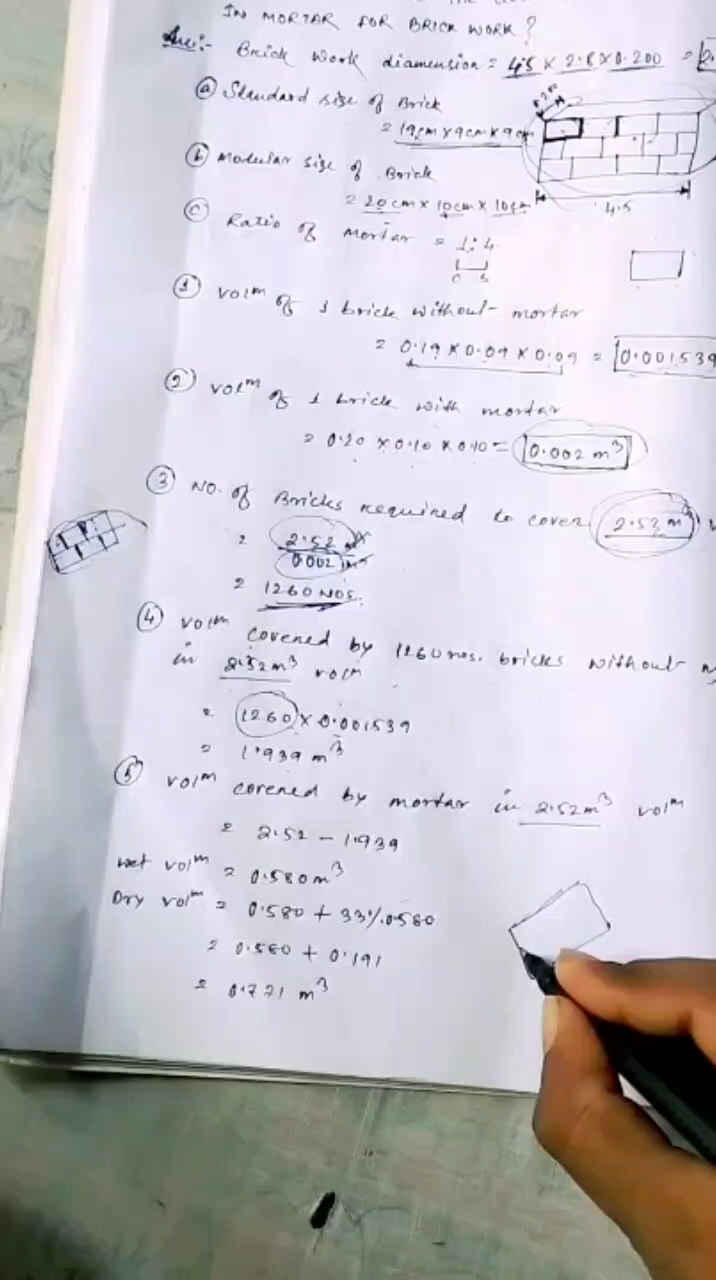 IN MORTAR FOR BRICK WORK?
Ans:- Brick work diamension = 4.5 × 2.8 × 0.200 =
0.200
(a) Standard size of Brick
= 19cm × 9cm × 9cm
(b) Modular size of Brick
= 20cm × 10cm × 10cm
4.5
(c) Ratio of mortar = 1:4
C S
(1) volm of 1 brick without mortar
= 0.19 × 0.09 × 0.09 = 0.001539
(2) volm of 1 brick with mortar
= 0.20 × 0.10 × 0.10 = 0.002 m³
(3) NO. of Bricks required to cover 2.52 m³
= 2.52 m³
0.002 m³
= 1260 NOS.
(4) volm covered by 1260 nos. bricks without
in 2.52m³ volm
= 1260 × 0.001539
= 1.939 m³
(5) volm covered by mortar in 2.52m³ volm
= 2.52 - 1.939
wet volm = 0.580m³
Dry volm = 0.580 + 33%.0580
= 0.580 + 0.191
= 0.771 m³